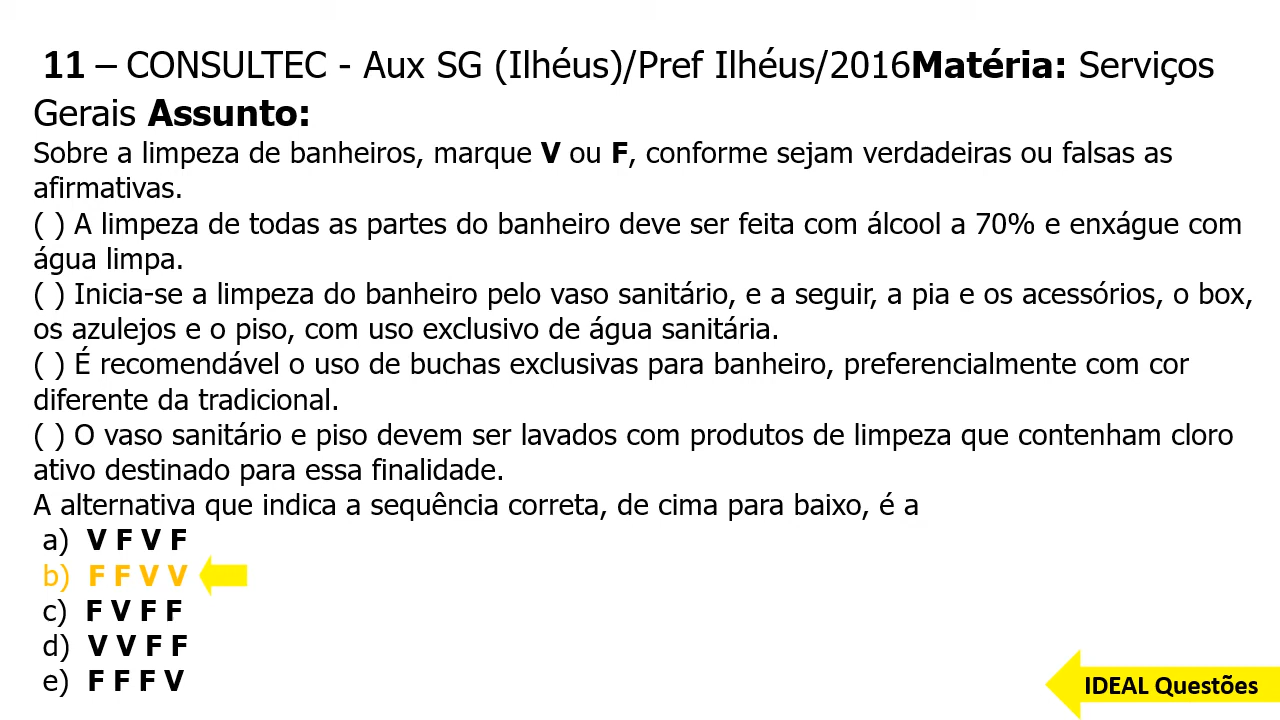 11 – CONSULTEC - Aux SG (Ilhéus)/Pref Ilhéus/2016Matéria: Serviços
Gerais Assunto:
Sobre a limpeza de banheiros, marque V ou F, conforme sejam verdadeiras ou falsas as
afirmativas.
( ) A limpeza de todas as partes do banheiro deve ser feita com álcool a 70% e enxágue com
água limpa.
( ) Inicia-se a limpeza do banheiro pelo vaso sanitário, e a seguir, a pia e os acessórios, o box,
os azulejos e o piso, com uso exclusivo de água sanitária.
( ) É recomendável o uso de buchas exclusivas para banheiro, preferencialmente com cor
diferente da tradicional.
( ) O vaso sanitário e piso devem ser lavados com produtos de limpeza que contenham cloro
ativo destinado para essa finalidade.
A alternativa que indica a sequência correta, de cima para baixo, é a
a) V F V F
b) F F V V
c) F V F F
d) V V F F
e) F F F V
IDEAL Questões